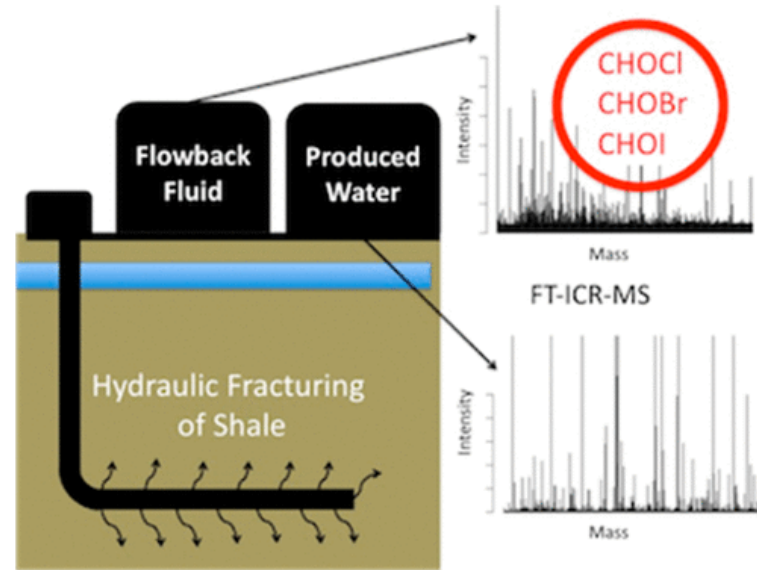 Flowback
Fluid
Produced
Water
Hydraulic Fracturing
of Shale
CHOCl
CHOBr
CHOI
Intensity
Mass
FT-ICR-MS
Intensity
Mass